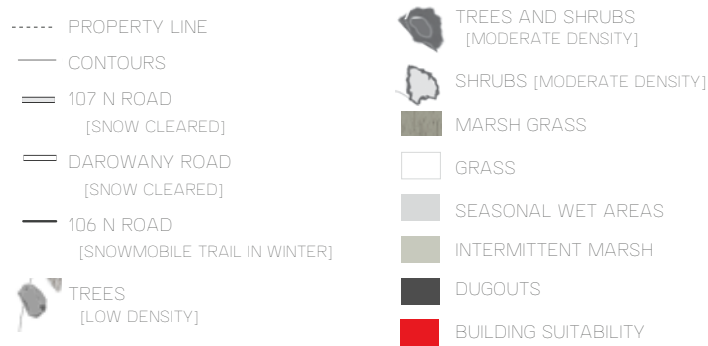 PROPERTY LINE
CONTOURS
107 N ROAD
[SNOW CLEARED]
DAROWANY ROAD
[SNOW CLEARED]
106 N ROAD
[SNOWMOBILE TRAIL IN WINTER]
TREES
[LOW DENSITY]
TREES AND SHRUBS
[MODERATE DENSITY]
SHRUBS [MODERATE DENSITY]
MARSH GRASS
GRASS
SEASONAL WET AREAS
INTERMITTENT MARSH
DUGOUTS
BUILDING SUITABILITY